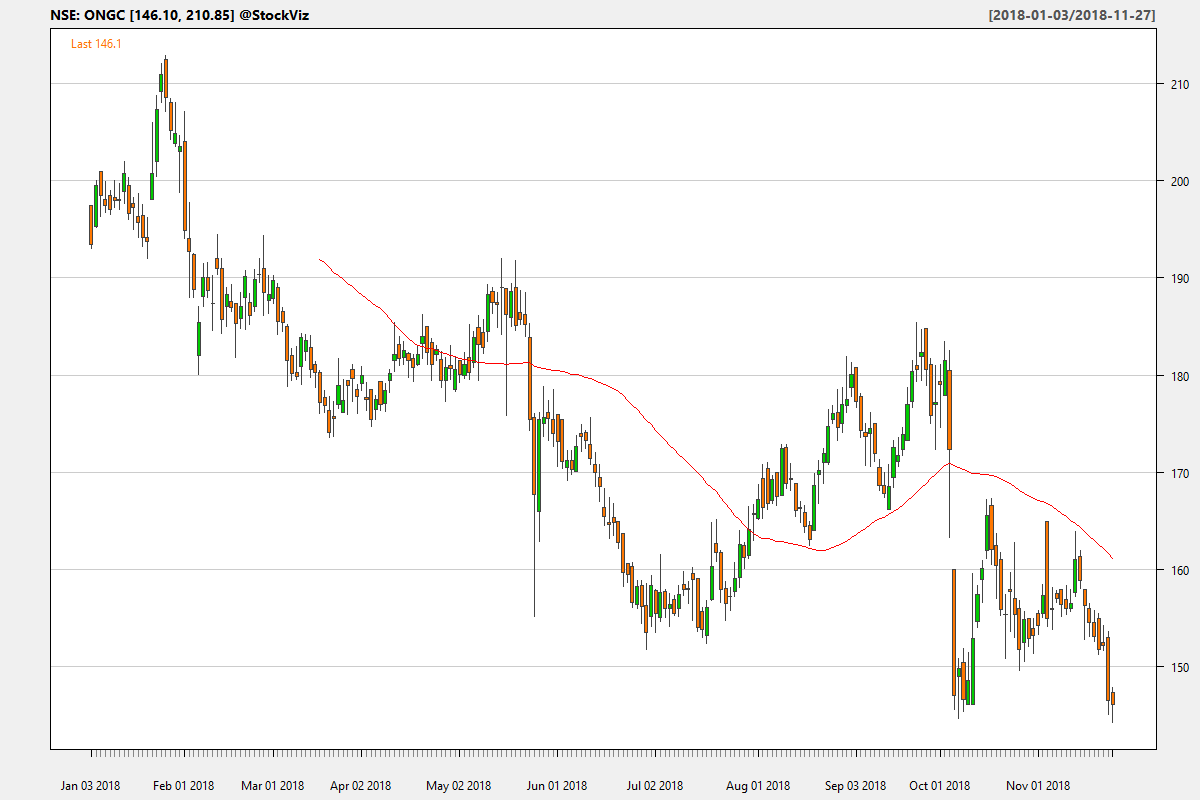 NSE: ONGC [146.10, 210.85] @StockViz
[2018-01-03/2018-11-27]
Last 146.1
210
200
190
180
170
160
150
Jan 03 2018
Feb 01 2018
Mar 01 2018
Apr 02 2018
May 02 2018
Jun 01 2018
Jul 02 2018
Aug 01 2018
Sep 03 2018
Oct 01 2018
Nov 01 2018